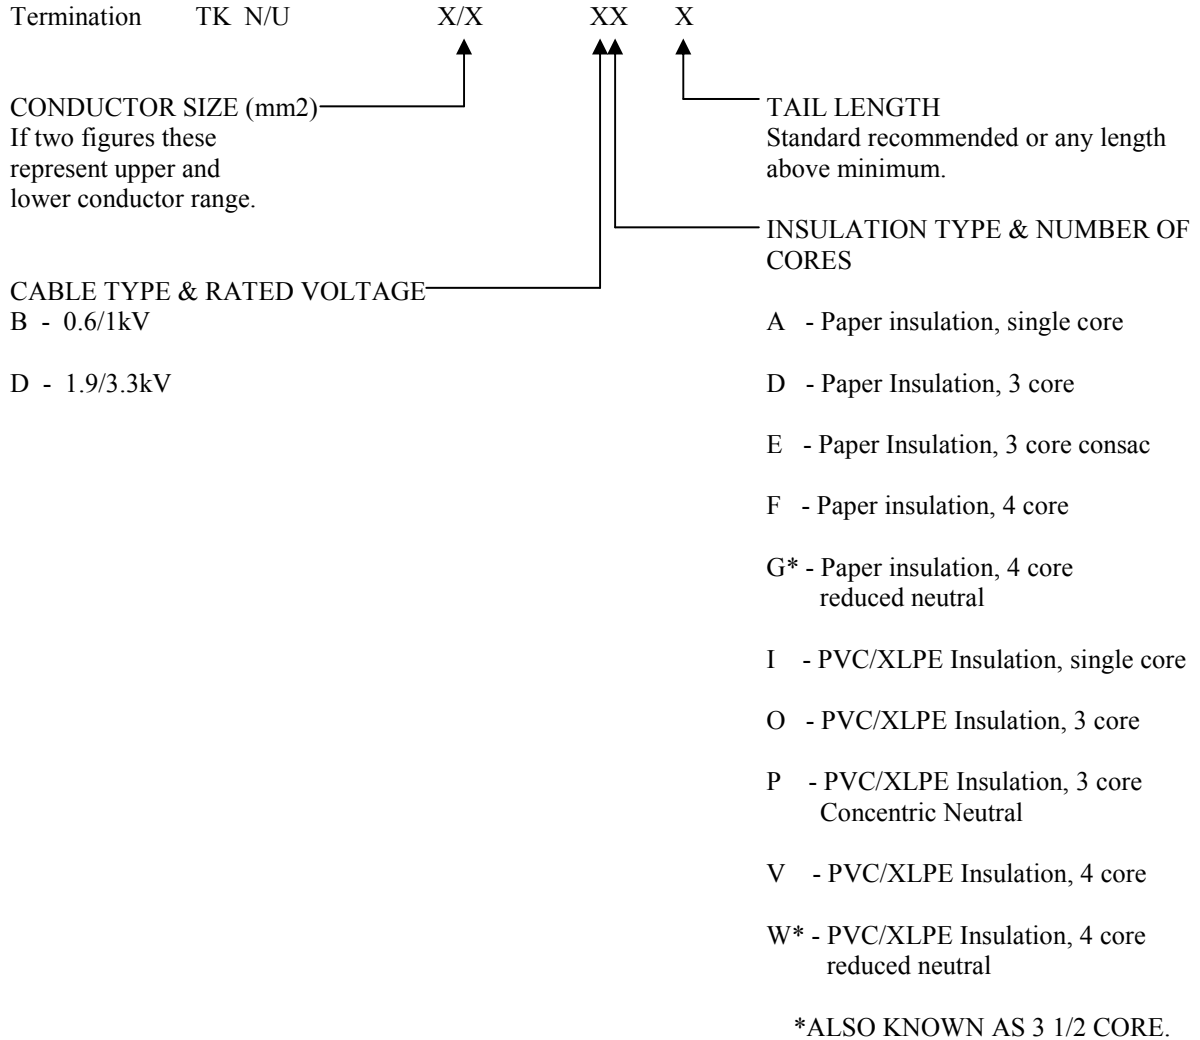 Termination TK N/U X/X XX X
CONDUCTOR SIZE (mm2)
If two figures these
represent upper and
lower conductor range.
TAIL LENGTH
Standard recommended or any length
above minimum.
INSULATION TYPE & NUMBER OF
CORES
CABLE TYPE & RATED VOLTAGE
B - 0.6/1kV
D - 1.9/3.3kV
A - Paper insulation, single core
D - Paper Insulation, 3 core
E - Paper Insulation, 3 core consac
F - Paper insulation, 4 core
G* - Paper insulation, 4 core
reduced neutral
I - PVC/XLPE Insulation, single core
O - PVC/XLPE Insulation, 3 core
P - PVC/XLPE Insulation, 3 core
Concentric Neutral
V - PVC/XLPE Insulation, 4 core
W* - PVC/XLPE Insulation, 4 core
reduced neutral
*ALSO KNOWN AS 3 1/2 CORE.